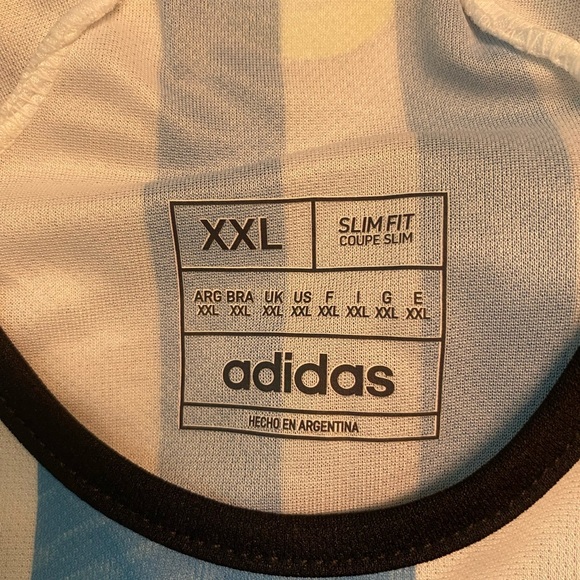 XXL
SLIM FIT
COUPE SLIM
ARG BRA UK US F I G E
XXL XXL XXL XXL XXL XXL XXL XXL
adidas
HECHO EN ARGENTINA